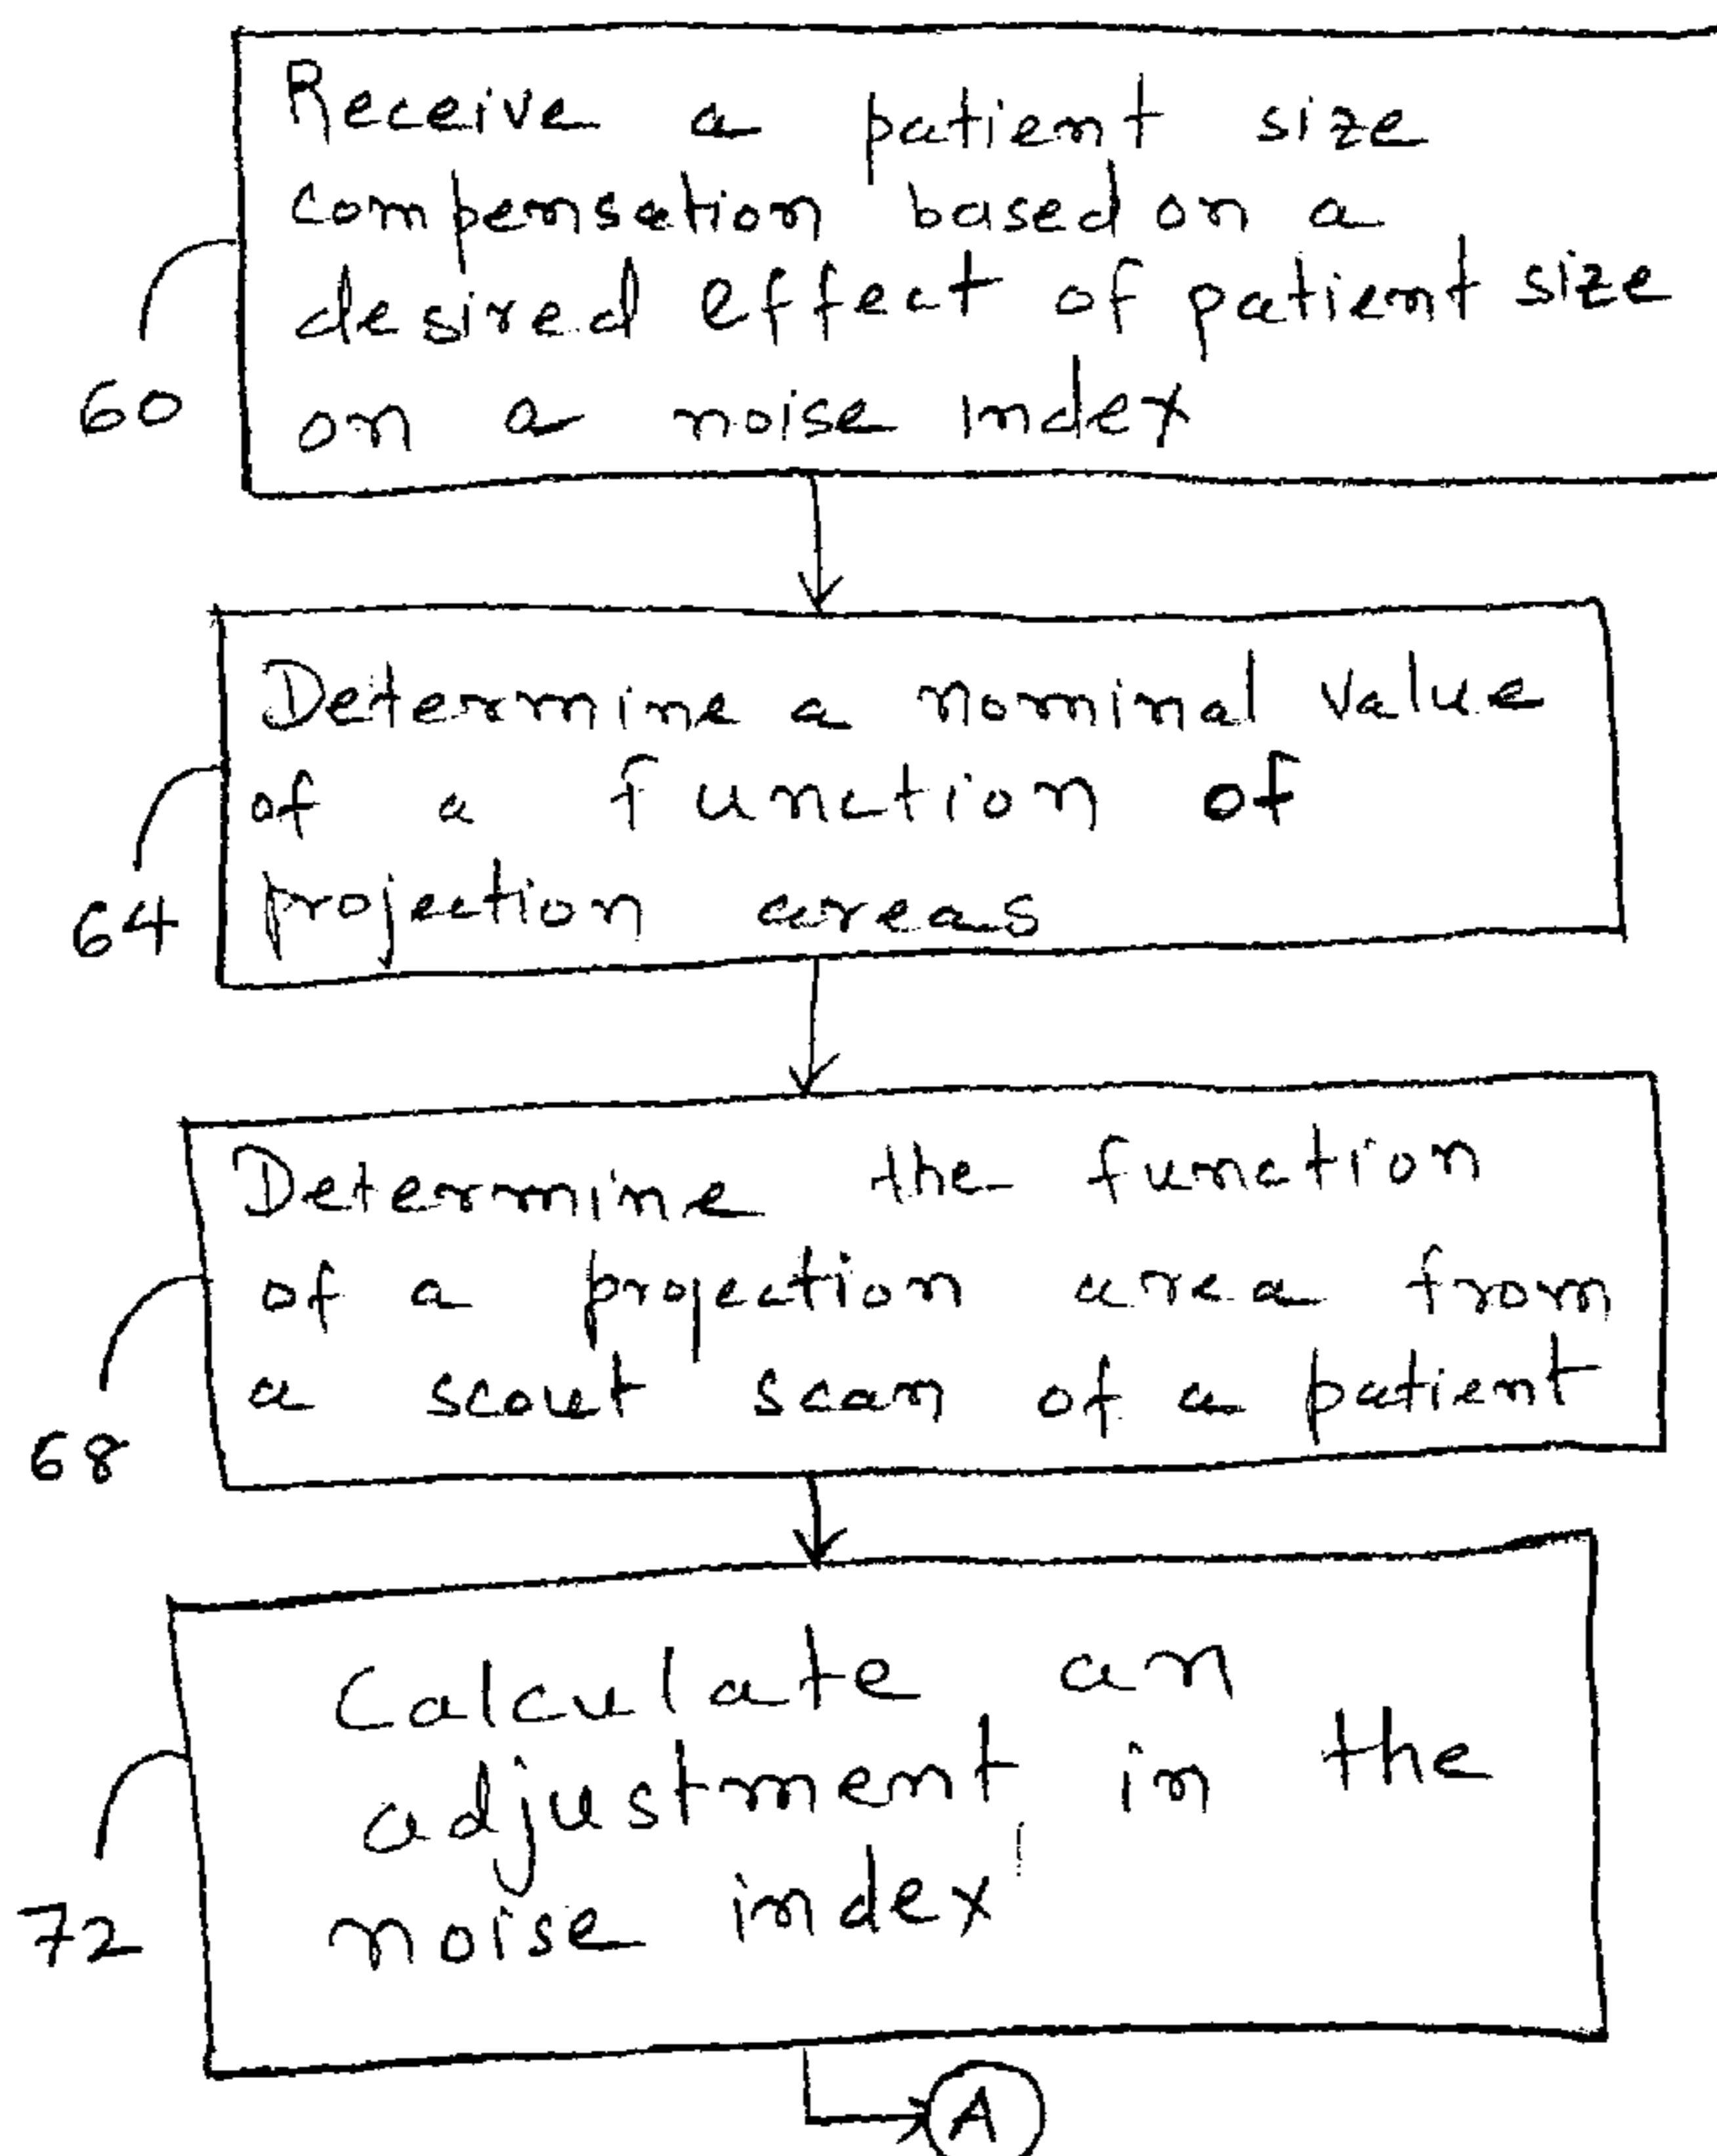 Receive a patient size
compensation based on a
desired effect of patient size
60
on a noise index
Determine a nominal value
of a function of
64
projection areas
Determine the function
of a projection area from
a scout scan of a patient
68
Calculate an
adjustment in the
72
noise index
A